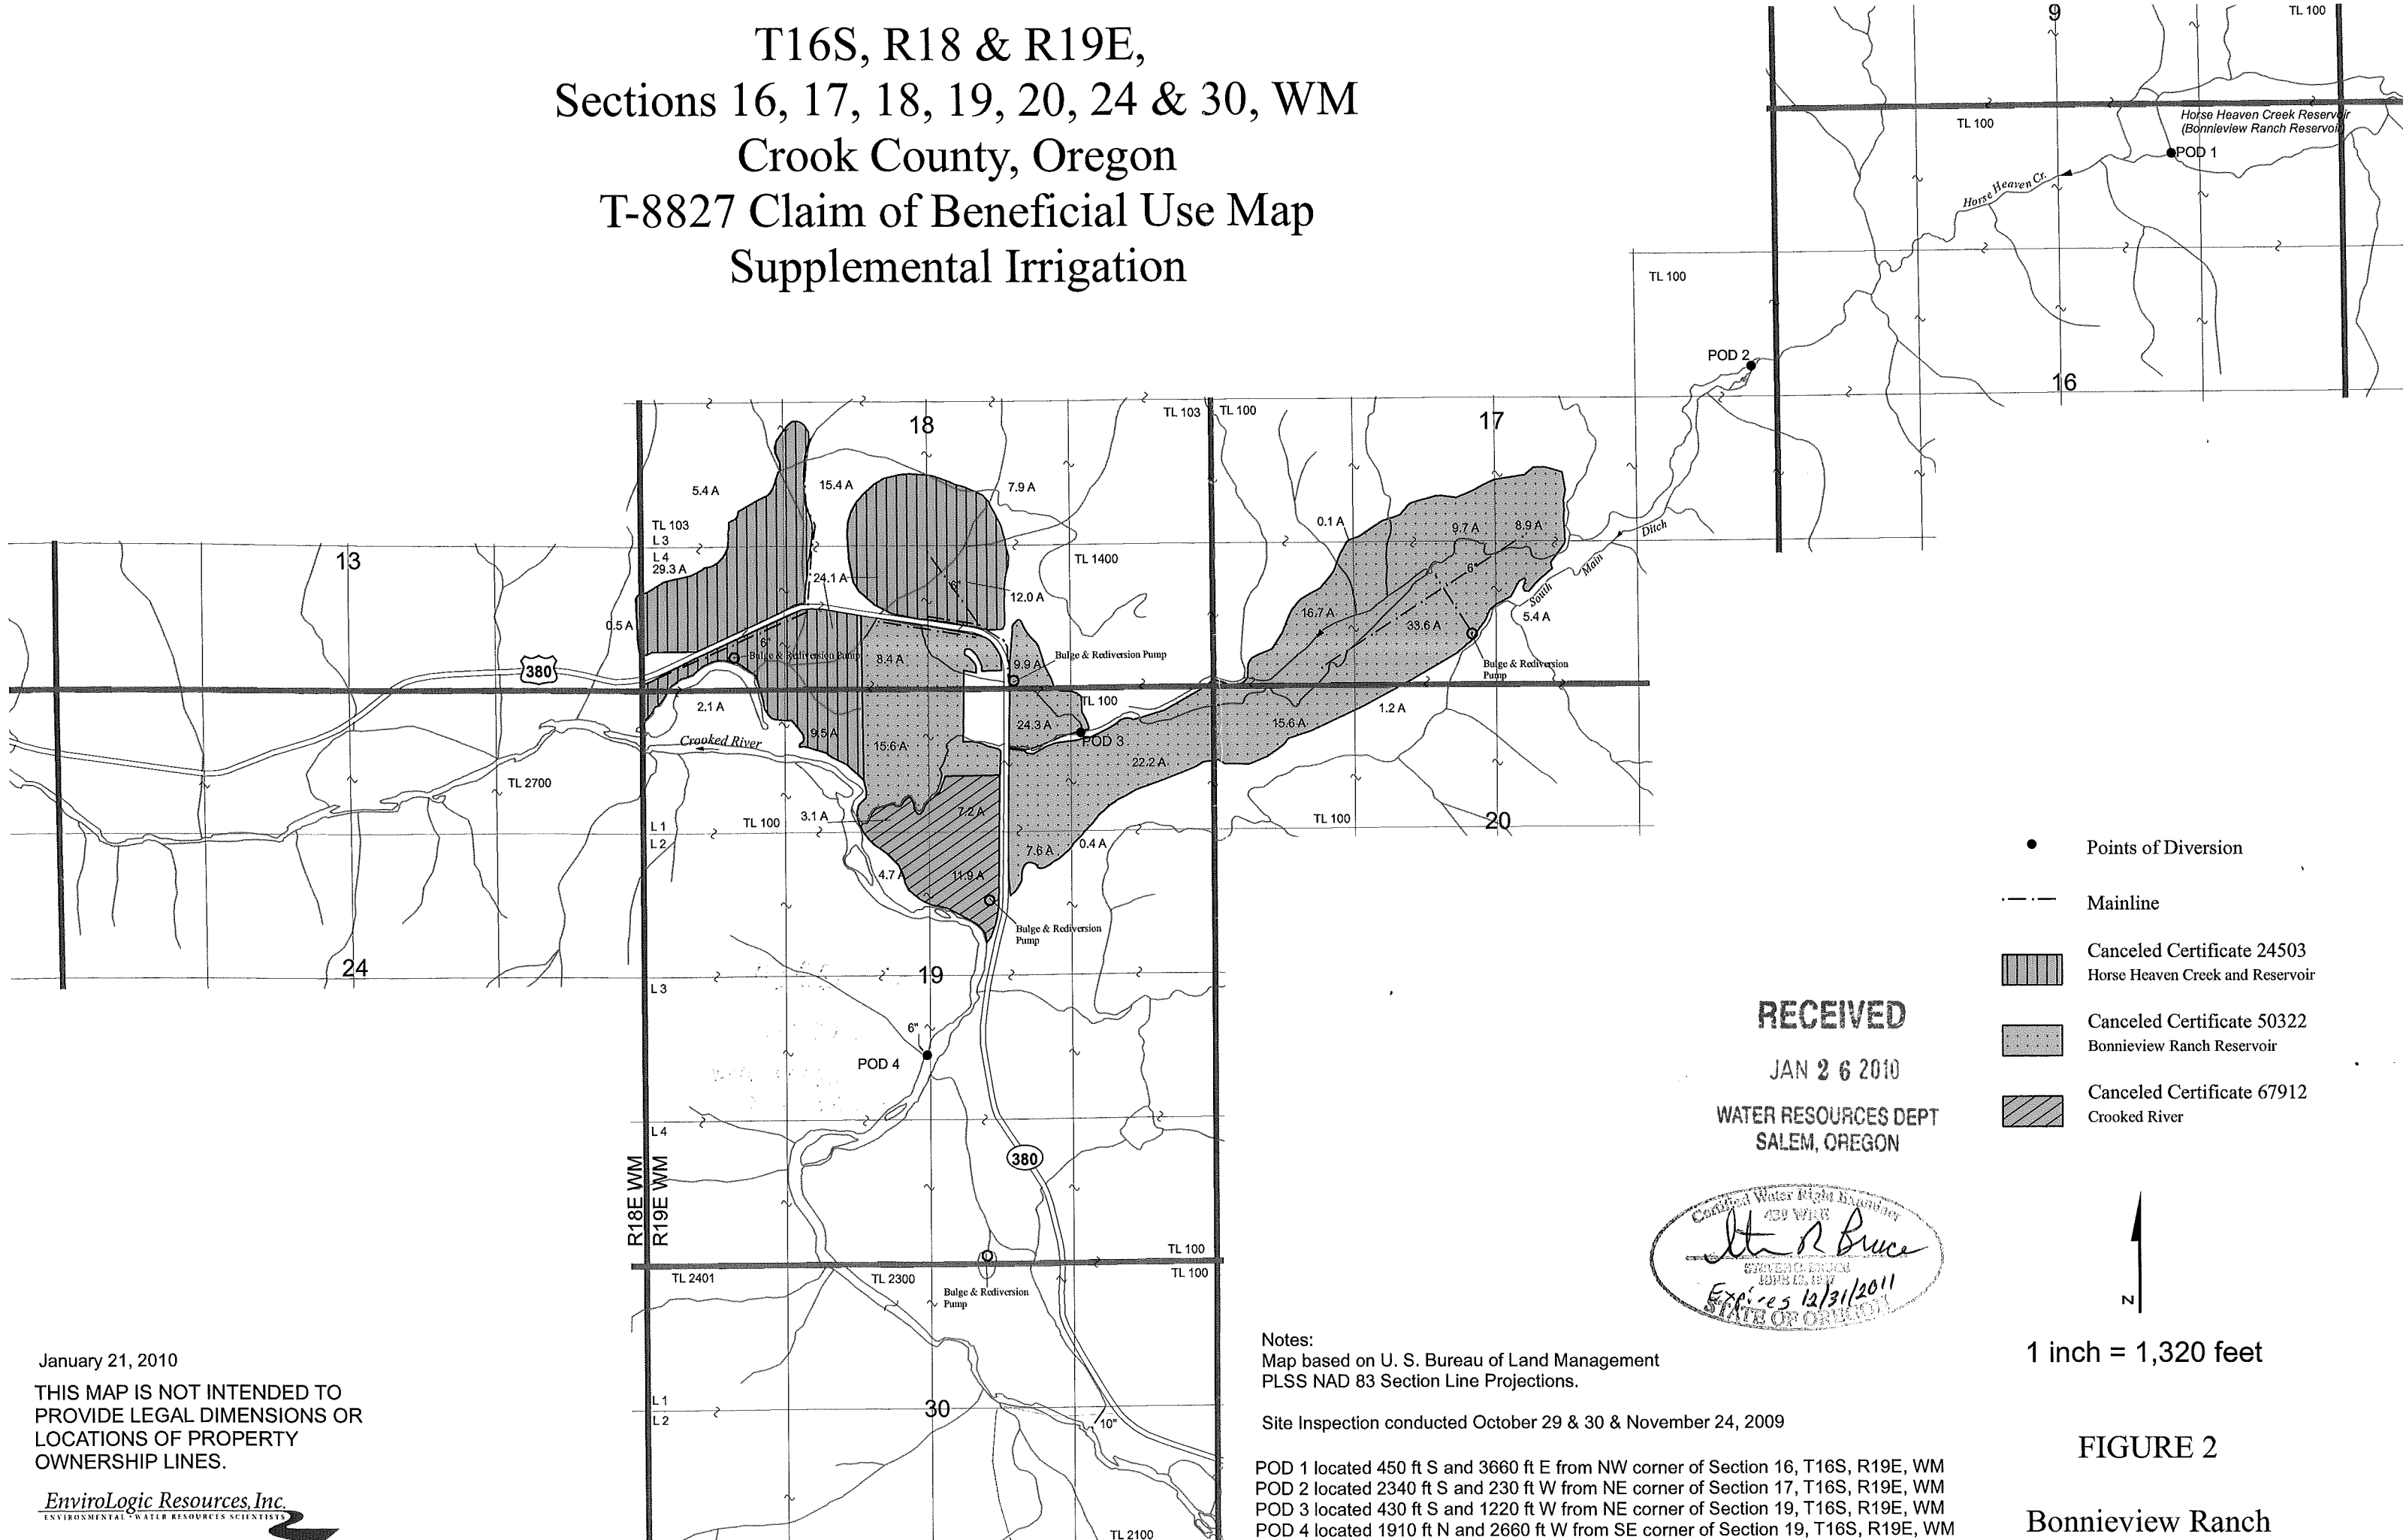 T16S, R18 & R19E,
Sections 16, 17, 18, 19, 20, 24 & 30, WM
Crook County, Oregon
T-8827 Claim of Beneficial Use Map
Supplemental Irrigation
9
TL 100
TL 100
Horse Heaven Creek Reservoir
(Bonnieview Ranch Reservoir)
POD 1
Horse Heaven Cr.
TL 100
POD 2
16
TL 103
TL 100
18
17
5.4 A
15.4 A
7.9 A
TL 103
L 3
L 4
29.3 A
0.1 A
9.7 A
8.9 A
Ditch
Main
South
13
TL 1400
24.1 A
6"
12.0 A
6"
16.7 A
33.6 A
5.4 A
0.5 A
6"
Bulge & Rediversion Pump
8.4 A
9.9 A
Bulge & Rediversion Pump
Bulge & Rediversion
Pump
380
2.1 A
TL 100
24.3 A
15.6 A
1.2 A
Crooked River
9.5 A
15.6 A
POD 3
22.2 A
TL 2700
3.1 A
7.2 A
TL 100
L 1
L 2
TL 100
20
7.6 A
0.4 A
4.7 A
11.9 A
Bulge & Rediversion
Pump
24
19
L 3
6"
POD 4
L 4
380
R18E WM
R19E WM
TL 100
TL 2401
TL 2300
TL 100
Bulge & Rediversion
Pump
L 1
L 2
30
10"
TL 2100
Points of Diversion
Mainline
Canceled Certificate 24503
Horse Heaven Creek and Reservoir
Canceled Certificate 50322
Bonnieview Ranch Reservoir
Canceled Certificate 67912
Crooked River
RECEIVED
JAN 26 2010
WATER RESOURCES DEPT
SALEM, OREGON
Certified Water Right Examiner
439 WRE
R Bruce
Expires 12/31/2011
STATE OF OREGON
N
1 inch = 1,320 feet
FIGURE 2
Bonnieview Ranch
Notes:
Map based on U. S. Bureau of Land Management
PLSS NAD 83 Section Line Projections.
Site Inspection conducted October 29 & 30 & November 24, 2009
POD 1 located 450 ft S and 3660 ft E from NW corner of Section 16, T16S, R19E, WM
POD 2 located 2340 ft S and 230 ft W from NE corner of Section 17, T16S, R19E, WM
POD 3 located 430 ft S and 1220 ft W from NE corner of Section 19, T16S, R19E, WM
POD 4 located 1910 ft N and 2660 ft W from SE corner of Section 19, T16S, R19E, WM
January 21, 2010
THIS MAP IS NOT INTENDED TO
PROVIDE LEGAL DIMENSIONS OR
LOCATIONS OF PROPERTY
OWNERSHIP LINES.
EnviroLogic Resources, Inc.
ENVIRONMENTAL • WATER RESOURCES SCIENTISTS